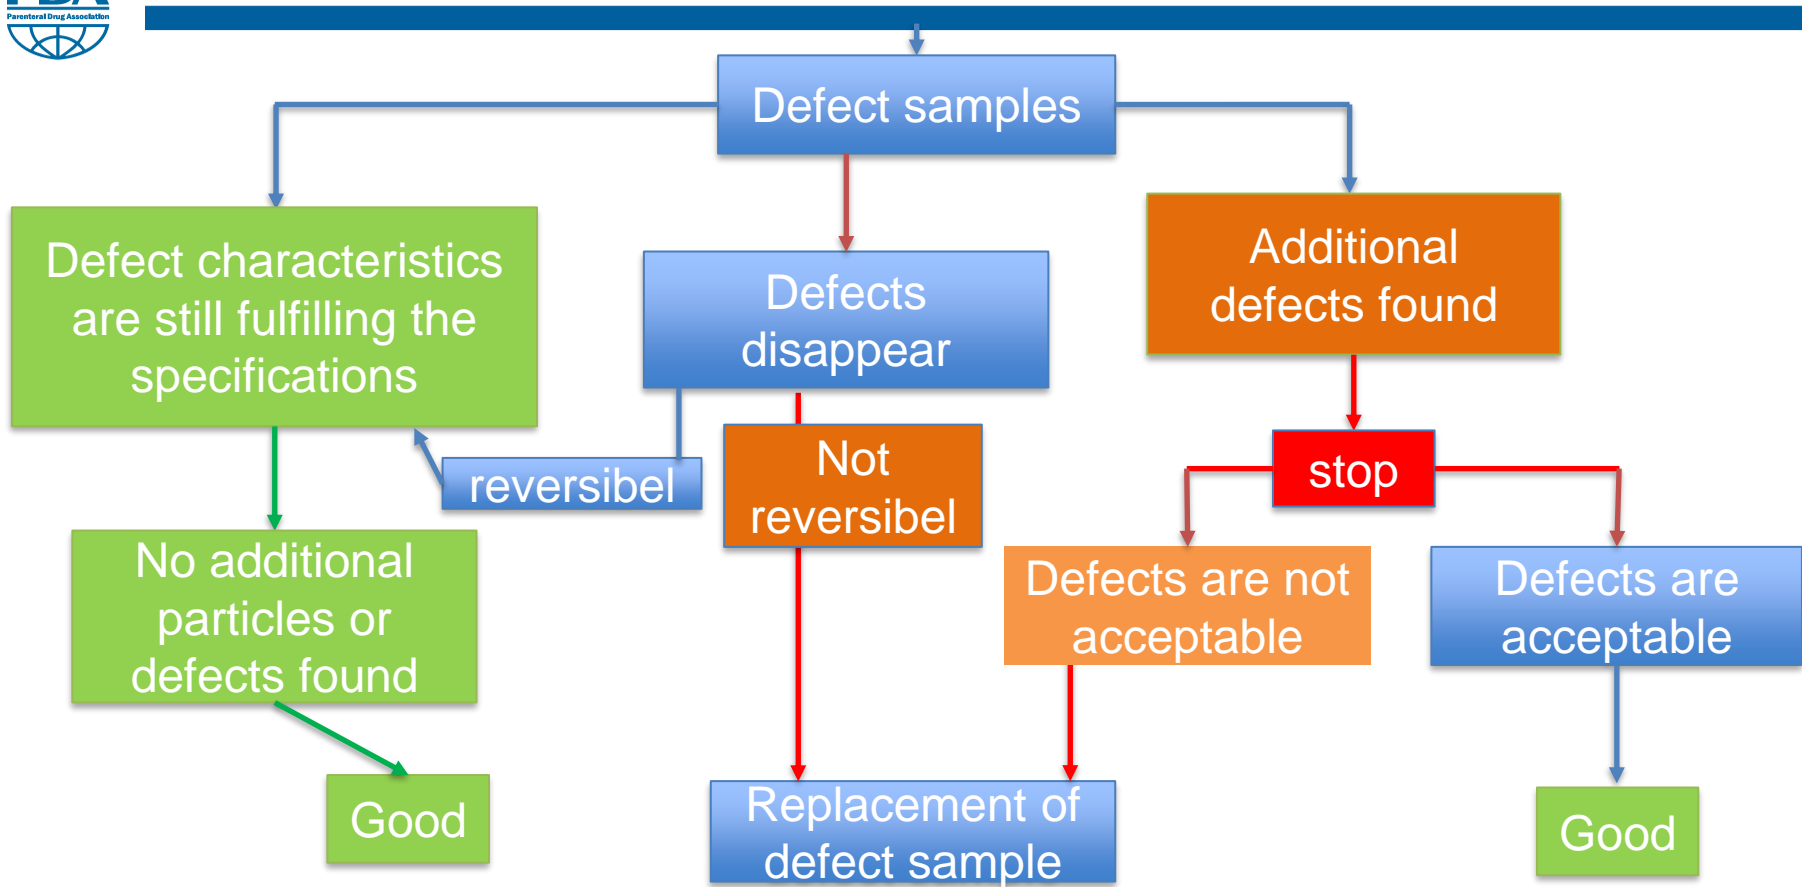 PDA
Parenteral Drug Association
Defect samples
Defect characteristics
are still fulfilling the
specifications
Defects
disappear
Additional
defects found
reversibel
Not
reversibel
stop
No additional
particles or
defects found
Defects are not
acceptable
Defects are
acceptable
Good
Replacement of
defect sample
Good